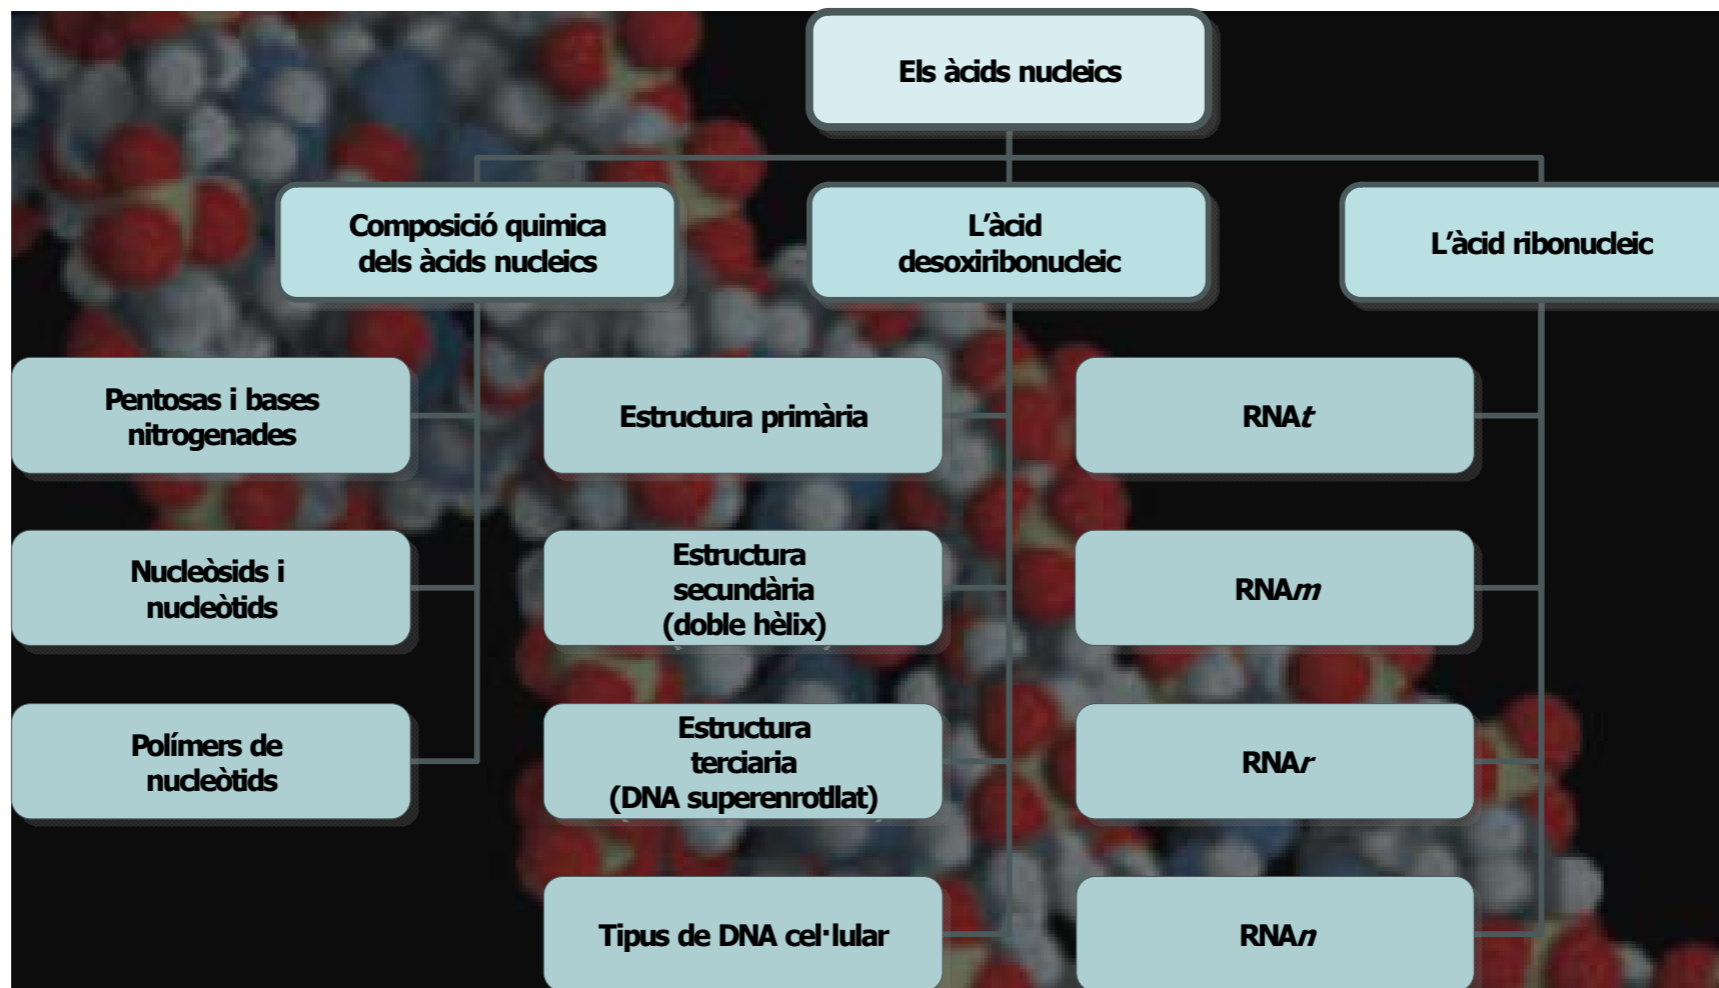 Els àcids nucleics
Composició quimica
dels àcids nucleics
L'àcid
desoxiribonucleic
L'àcid ribonucleic
Pentosas i bases
nitrogenades
Estructura primària
RNAt
Nucleòsids i
nucleòtids
Estructura
secundària
(doble hèlix)
RNAm
Polímers de
nucleòtids
Estructura
terciaria
(DNA superenrotllat)
RNAr
Tipus de DNA cel·lular
RNAn